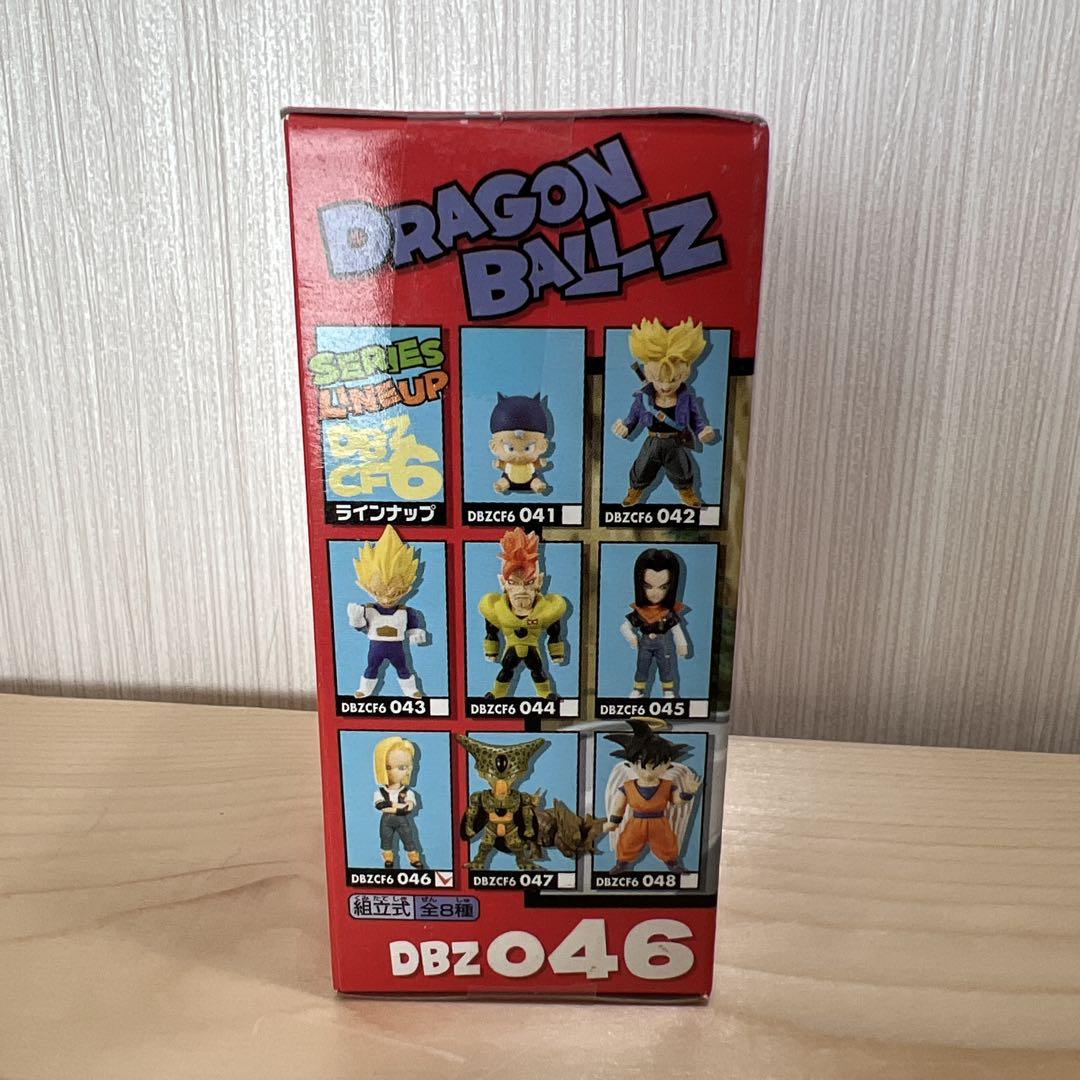 DRAGON
BALL Z
SERIES
LINEUP
DBZ
CF6
ラインナップ
DBZCF6 041
DBZCF6 042
DBZCF6 043
DBZCF6 044
DBZCF6 045
DBZCF6 046
DBZCF6 047
DBZCF6 048
くみたてしき ぜん しゅ
組立式 全8種
DBZ046